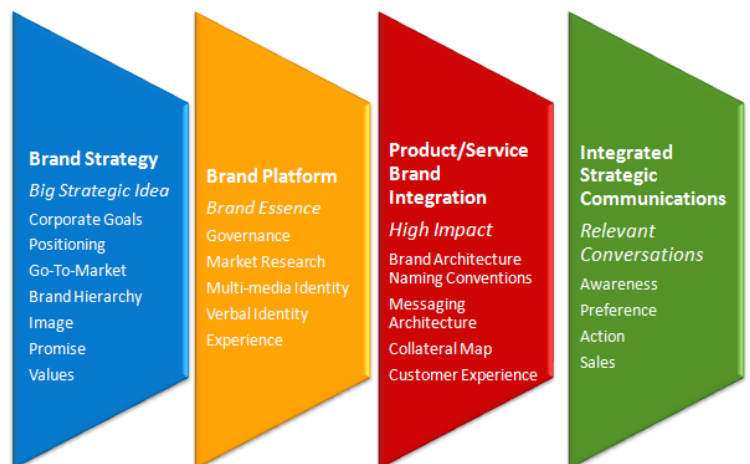 Brand Strategy
Big Strategic Idea
Corporate Goals
Positioning
Go-To-Market
Brand Hierarchy
Image
Promise
Values
Brand Platform
Brand Essence
Governance
Market Research
Multi-media Identity
Verbal Identity
Experience
Product/Service
Brand
Integration
High Impact
Brand Architecture
Naming Conventions
Messaging
Architecture
Collateral Map
Customer Experience
Integrated
Strategic
Communications
Relevant
Conversations
Awareness
Preference
Action
Sales